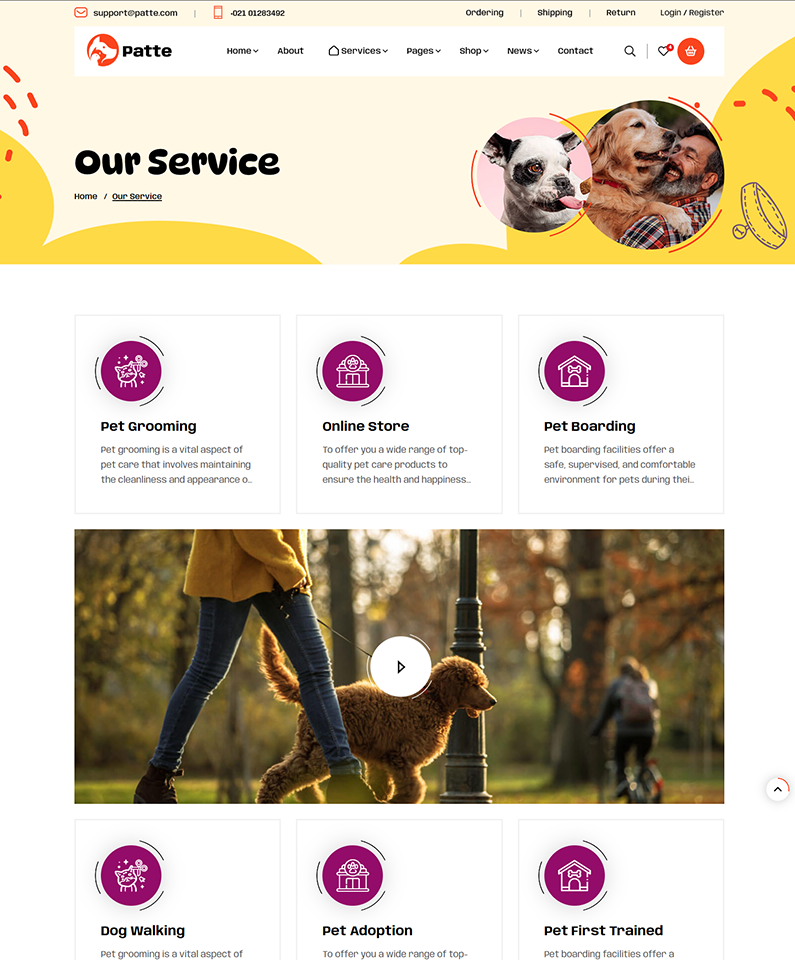 support@patte.com | -021 01283492 Ordering | Shipping | Return Login / Register
Patte Home About Services Pages Shop News Contact 4
Our Service
Home / Our Service
Pet Grooming
Pet grooming is a vital aspect of
pet care that involves maintaining
the cleanliness and appearance o..
Online Store
To offer you a wide range of top-
quality pet care products to
ensure the health and happiness..
Pet Boarding
Pet boarding facilities offer a
safe, supervised, and comfortable
environment for pets during thei..
Dog Walking
Pet grooming is a vital aspect of
Pet Adoption
To offer you a wide range of top-
Pet First Trained
Pet boarding facilities offer a